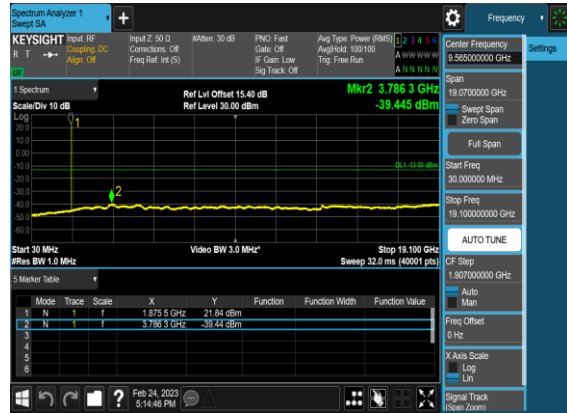 Spectrum Analyzer 1
Swept SA
Frequency
KEYSIGHT Input: RF
R T Coupling: DC
Align: Off
Input Z: 50 Ω
Corrections: Off
Freq Ref: Int (S)
#Atten: 30 dB
PNO: Fast
Gate: Off
IF Gain: Low
Sig Track: Off
Avg Type: Power (RMS)
Avg|Hold: 100/100
Trig: Free Run
1 2 3 4 5 6
A W W W W W
A N N N N N
LXI
1 Spectrum
Scale/Div 10 dB
Ref Lvl Offset 15.40 dB
Ref Level 30.00 dBm
Mkr2 3.786 3 GHz
-39.445 dBm
Log
20.0
10.0
0.00
-10.0
-20.0
-30.0
-40.0
-50.0
-60.0
1
2
DL1 -13.00 dBm
Start 30 MHz
#Res BW 1.0 MHz
Video BW 3.0 MHz*
Stop 19.100 GHz
Sweep 32.0 ms (40001 pts)
5 Marker Table
Mode Trace Scale X Y Function Function Width Function Value
1 N 1 f 1.875 5 GHz 21.84 dBm
2 N 1 f 3.786 3 GHz -39.44 dBm
3
4
5
6
Feb 24, 2023
5:14:46 PM
Center Frequency
9.565000000 GHz
Settings
Span
19.0700000 GHz
Swept Span
Zero Span
Full Span
Start Freq
30.000000 MHz
Stop Freq
19.100000000 GHz
AUTO TUNE
CF Step
1.907000000 GHz
Auto
Man
Freq Offset
0 Hz
X Axis Scale
Log
Lin
Signal Track
(Span Zoom)